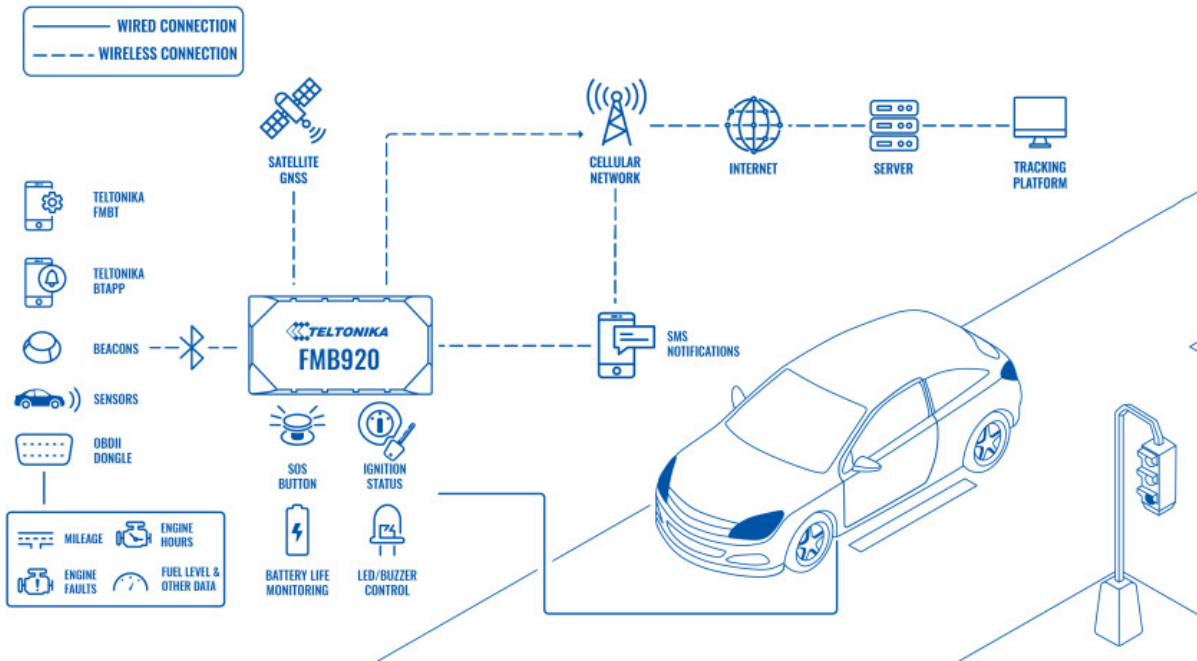 WIRED CONNECTION
WIRELESS CONNECTION
SATELLITE
GNSS
CELLULAR
NETWORK
INTERNET
SERVER
TRACKING
PLATFORM
TELTONIKA
FMBT
TELTONIKA
BTAPP
BEACONS
SENSORS
OBDII
DONGLE
TELTONIKA
FMB920
SMS
NOTIFICATIONS
SOS
BUTTON
IGNITION
STATUS
BATTERY LIFE
MONITORING
LED/BUZZER
CONTROL
MILEAGE
ENGINE
HOURS
ENGINE
FAULTS
FUEL LEVEL &
OTHER DATA